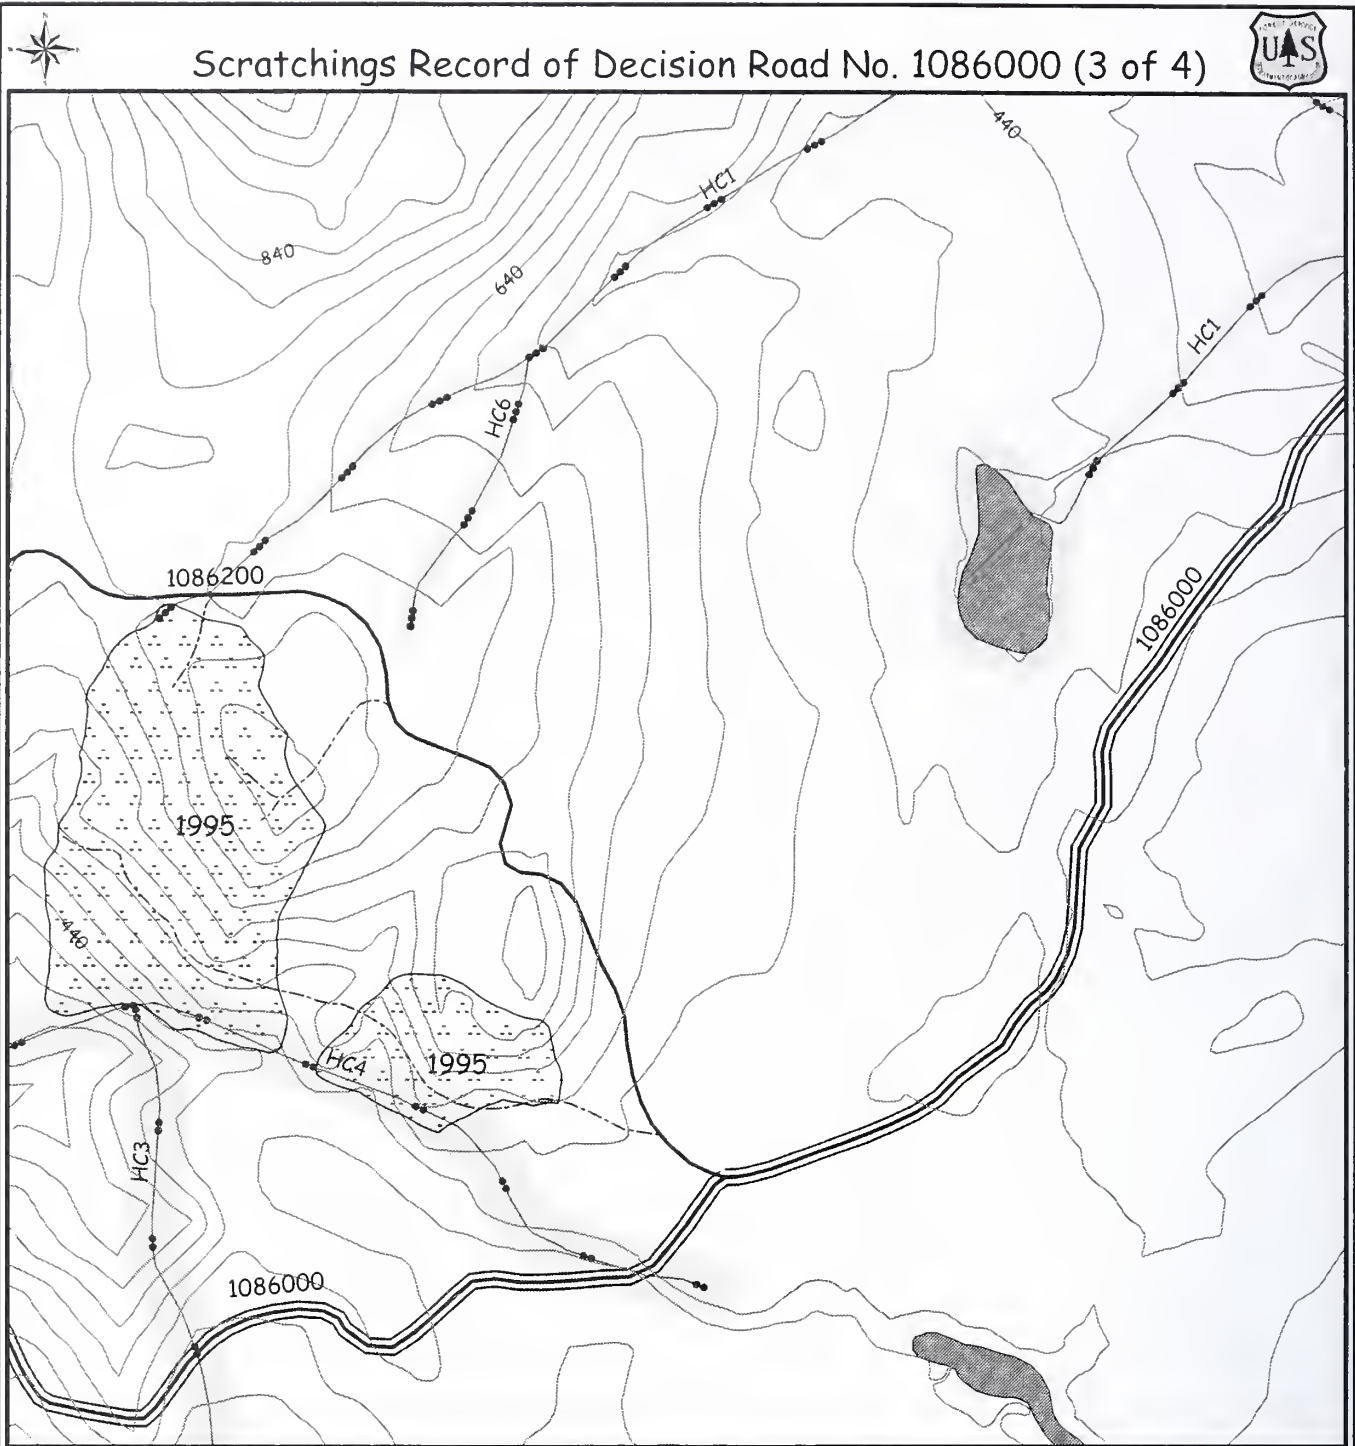 Scratchings Record of Decision Road No. 1086000 (3 of 4)
N
U S
440
HC1
840
640
HC1
HC6
1086200
1086000
1995
440
1995
HC4
HC3
1086000